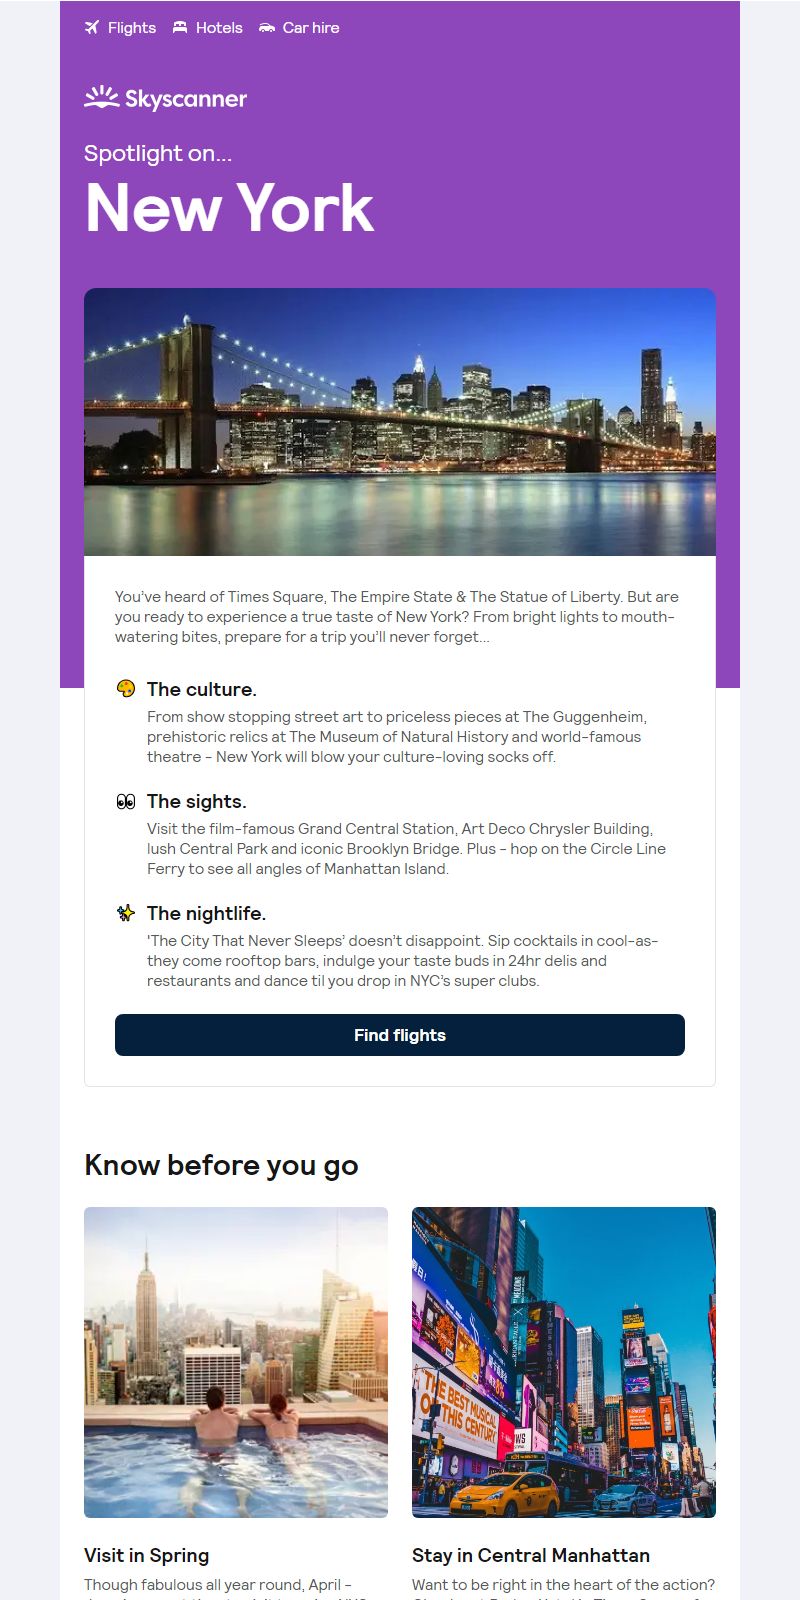 Flights Hotels Car hire
Skyscanner
Spotlight on...
New York
You've heard of Times Square, The Empire State & The Statue of Liberty. But are
you ready to experience a true taste of New York? From bright lights to mouth-
watering bites, prepare for a trip you'll never forget...
The culture.
From show stopping street art to priceless pieces at The Guggenheim,
prehistoric relics at The Museum of Natural History and world-famous
theatre - New York will blow your culture-loving socks off.
The sights.
Visit the film-famous Grand Central Station, Art Deco Chrysler Building,
lush Central Park and iconic Brooklyn Bridge. Plus - hop on the Circle Line
Ferry to see all angles of Manhattan Island.
The nightlife.
'The City That Never Sleeps' doesn't disappoint. Sip cocktails in cool-as-
they come rooftop bars, indulge your taste buds in 24hr delis and
restaurants and dance til you drop in NYC's super clubs.
Find flights
Know before you go
TIMES SQUARE
THE BEST MUSICAL
OF THIS CENTURY
Visit in Spring
Stay in Central Manhattan
Though fabulous all year round, April -
Want to be right in the heart of the action?